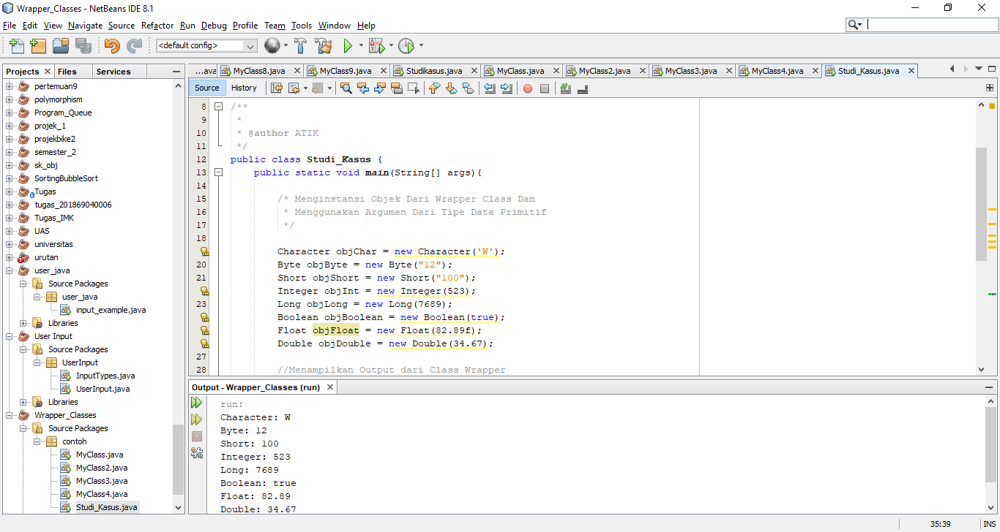 Wrapper_Classes - NetBeans IDE 8.1
File Edit View Navigate Source Refactor Run Debug Profile Team Tools Window Help
<default config>
Projects Files Services
pertemuan9
polymorphism
Program_Queue
projek_1
projekbike2
semester_2
sk_obj
SortingBubbleSort
Tugas
tugas_201869040006
Tugas_IMK
UAS
universitas
urutan
user_java
Source Packages
user_java
input_example.java
Libraries
User Input
Source Packages
UserInput
InputTypes.java
UserInput.java
Libraries
Wrapper_Classes
Source Packages
contoh
MyClass.java
MyClass2.java
MyClass3.java
MyClass4.java
Studi_Kasus.java
...ava MyClass8.java MyClass9.java Studikasus.java MyClass.java MyClass2.java MyClass3.java MyClass4.java Studi_Kasus.java
Source History
8 /**
9 *
10 * @author ATIK
11 */
12 public class Studi_Kasus {
13 public static void main(String[] args){
14
15 /* Menginstansi Objek Dari Wrapper Class Dan
16 * Menggunakan Argumen Dari Tipe Data Primitif
17 */
18
Character objChar = new Character('W');
20 Byte objByte = new Byte("12");
21 Short objShort = new Short("100");
Integer objInt = new Integer(523);
23 Long objLong = new Long(7689);
Boolean objBoolean = new Boolean(true);
Float objFloat = new Float(82.89f);
Double objDouble = new Double(34.67);
27
28 //Menampilkan Output dari Class Wrapper
Output - Wrapper_Classes (run)
run:
Character: W
Byte: 12
Short: 100
Integer: 523
Long: 7689
Boolean: true
Float: 82.89
Double: 34.67
35:39 INS